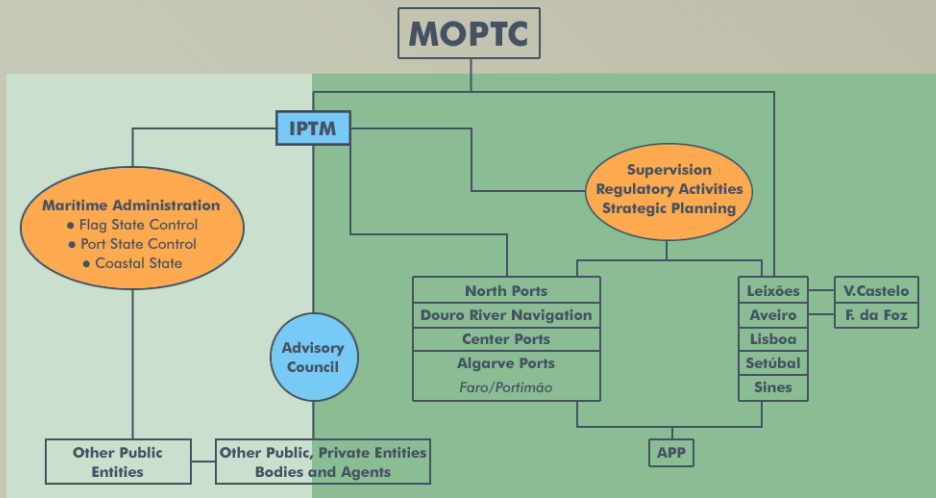 MOPTC
IPTM
Supervision
Regulatory Activities
Strategic Planning
Marítime Administration
● Flag State Control
● Port State Control
● Coastal State
North Ports
Douro River Navigation
Center Ports
Algarve Ports
Faro/Portimáo
Leixões
Aveiro
Lisboa
Setúbal
Sines
V.Castelo
F. da Foz
Advisory
Council
Other Public
Entities
Other Public, Private Entities
Bodies and Agents
APP